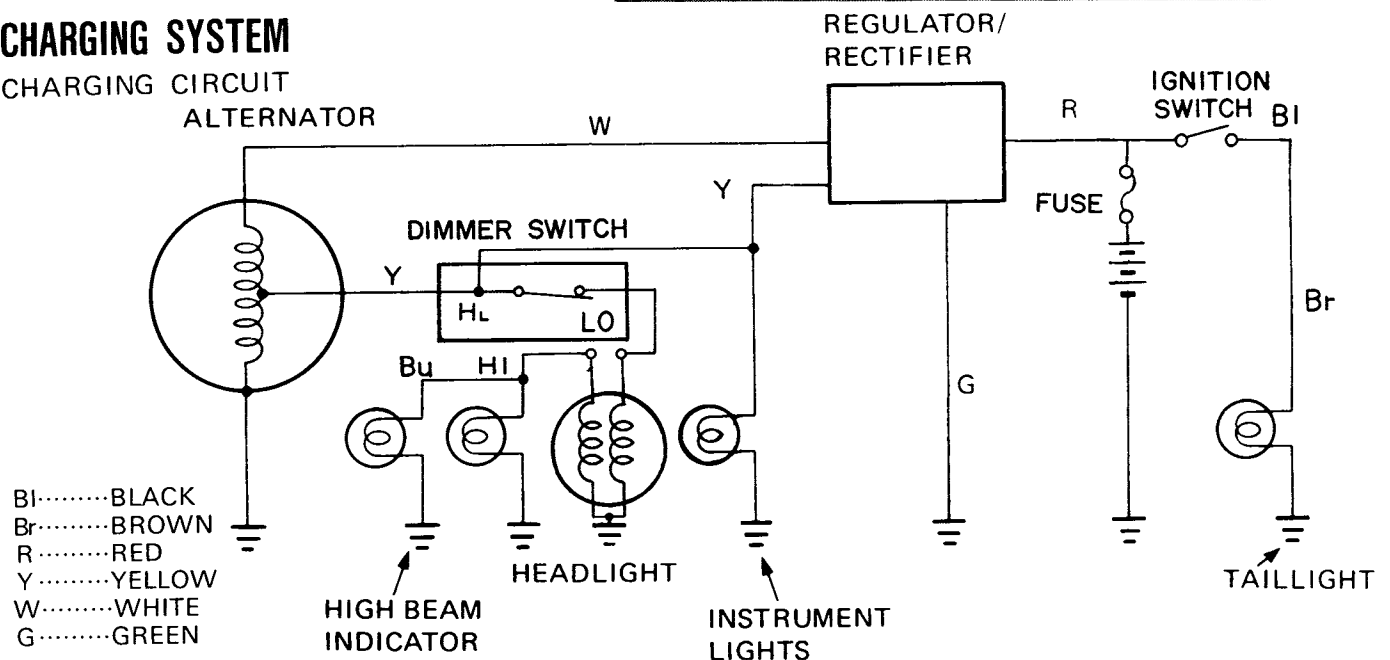 CHARGING SYSTEM
CHARGING CIRCUIT
ALTERNATOR
REGULATOR/
RECTIFIER
IGNITION
SWITCH
W
R
Bl
Y
FUSE
DIMMER SWITCH
Y
HL
LO
Br
Bu
HI
G
Bl.........BLACK
Br.........BROWN
R.........RED
Y.........YELLOW
W.........WHITE
G.........GREEN
HEADLIGHT
TAILLIGHT
HIGH BEAM
INDICATOR
INSTRUMENT
LIGHTS